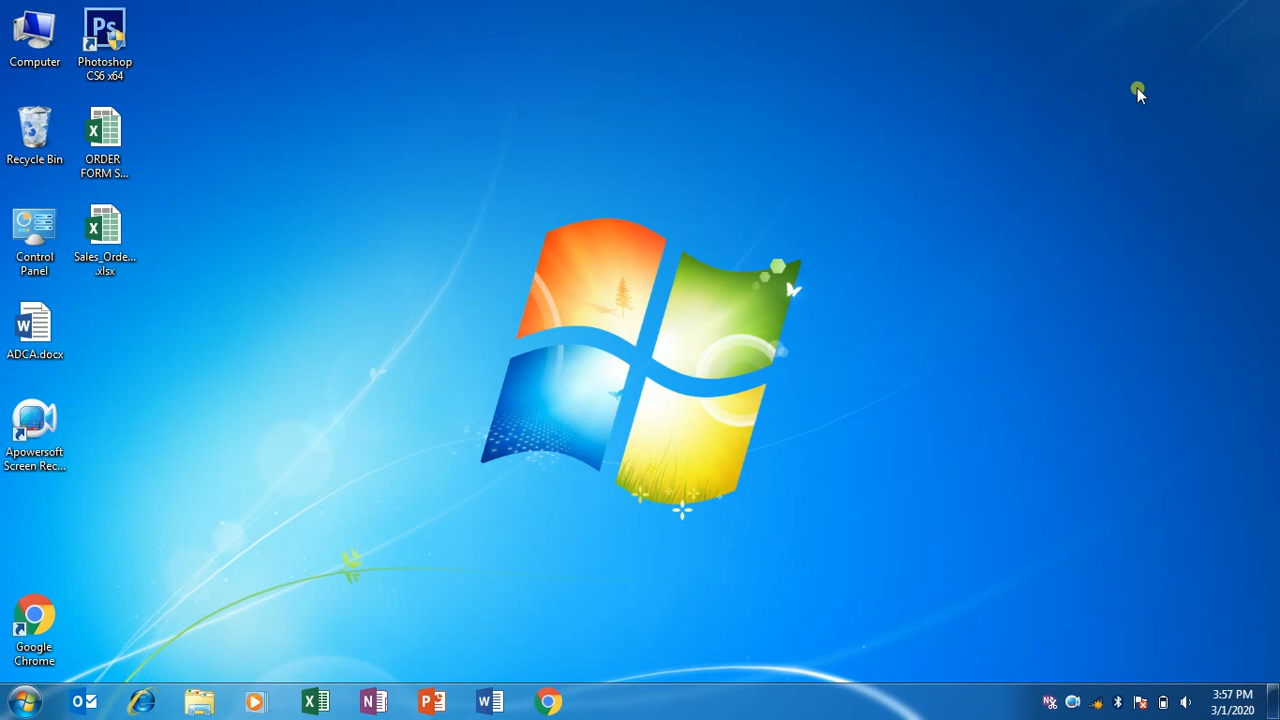 Computer
Photoshop
CS6 x64
Recycle Bin
ORDER
FORM S...
Control
Panel
Sales_Orde...
.xlsx
ADCA.docx
Apowersoft
Screen Rec...
Google
Chrome
3:57 PM
3/1/2020